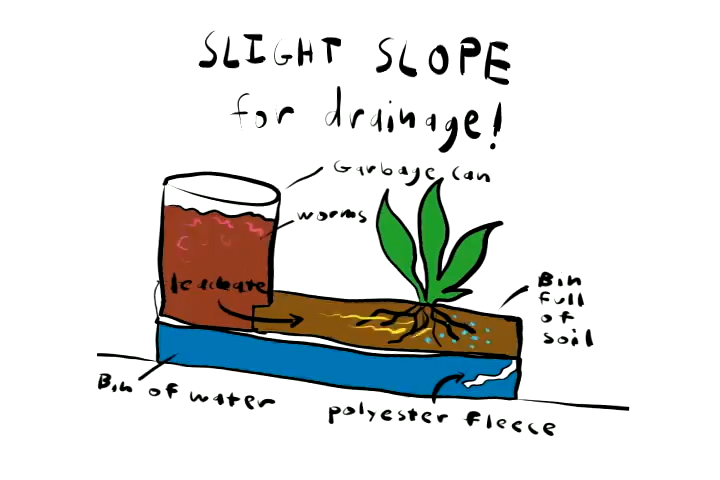 SLIGHT SLOPE
for drainage!
Garbage can
worms
leachate
Bin
full
of
soil
Bin of water
polyester fleece